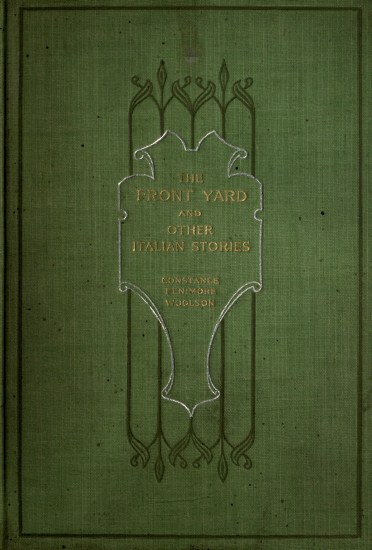 THE
FRONT YARD
AND
OTHER
ITALIAN STORIES
CONSTANCE
FENIMORE
WOOLSON